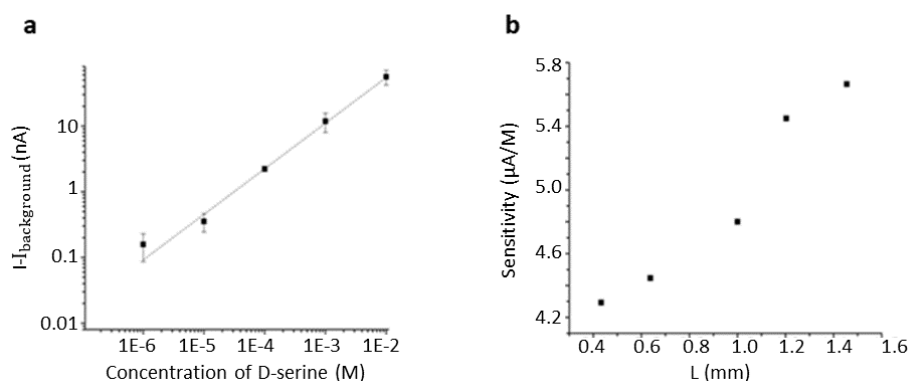 a
I-I_background (nA)
10
1
0.1
0.01
1E-6 1E-5 1E-4 1E-3 1E-2
Concentration of D-serine (M)
b
Sensitivity (µA/M)
5.8
5.4
5.0
4.6
4.2
0.4 0.6 0.8 1.0 1.2 1.4 1.6
L (mm)